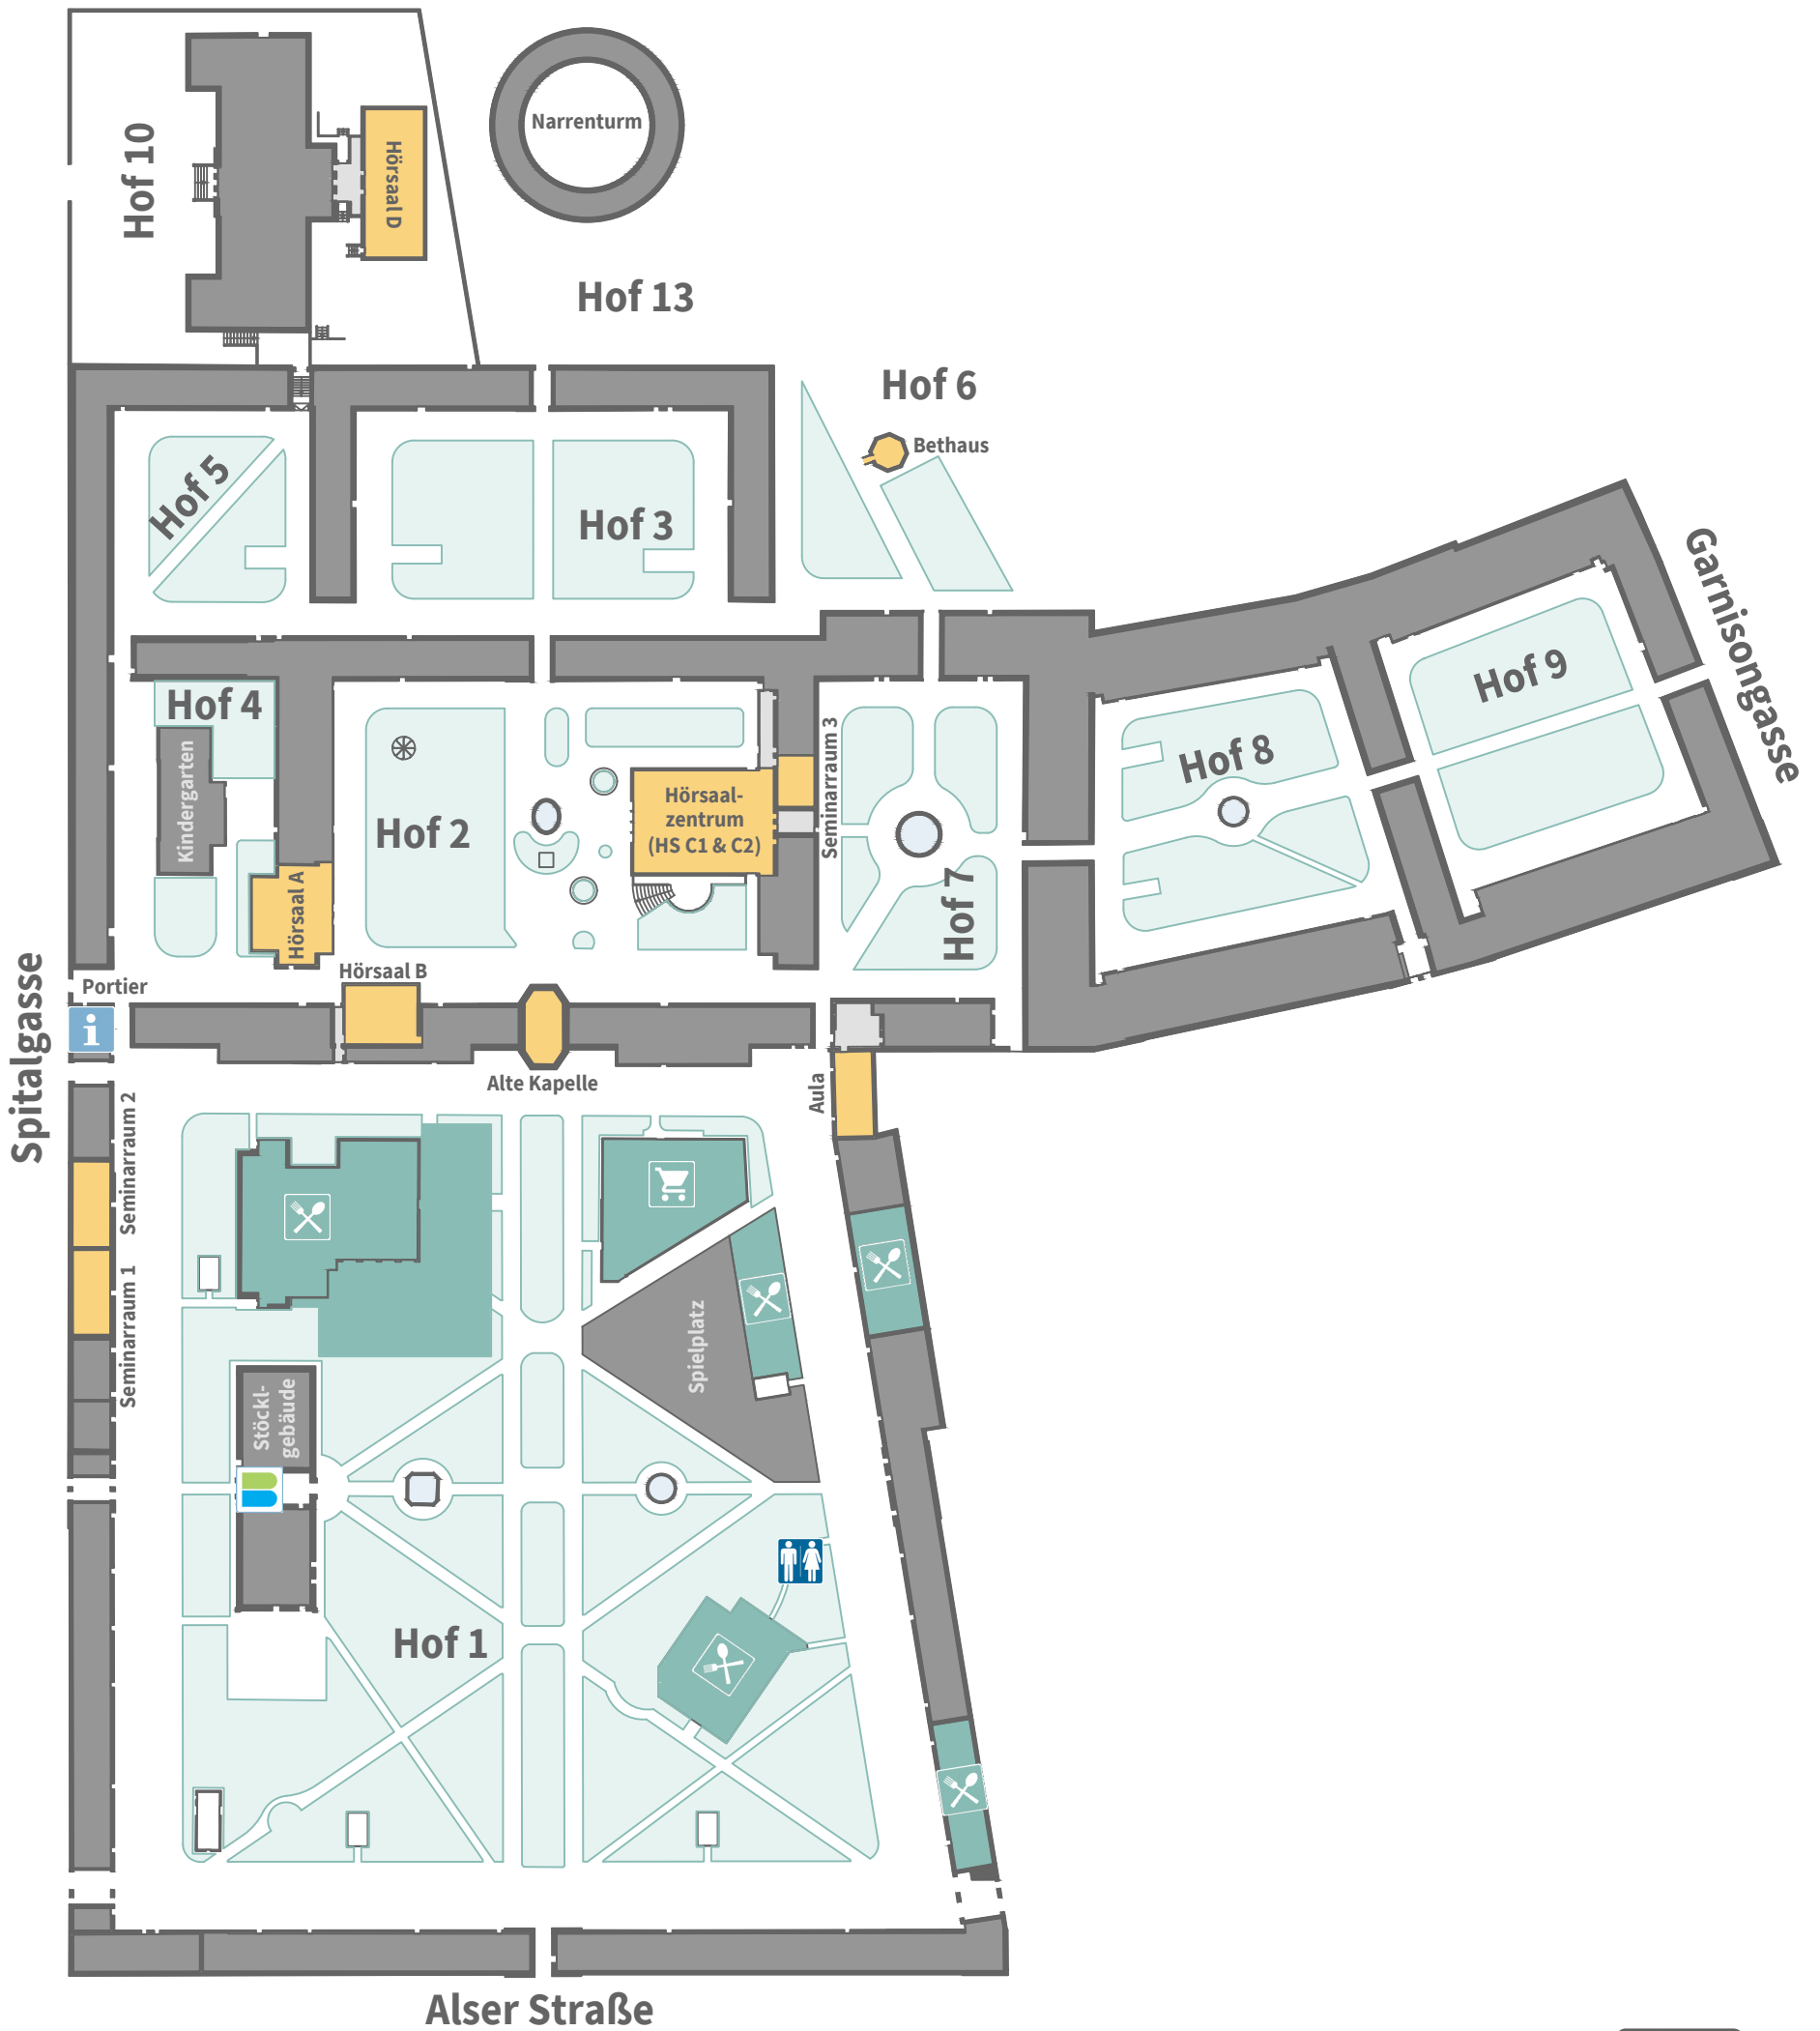 Narrenturm
Hof 10
Hörsaal D
Hof 13
Hof 6
Bethaus
Hof 5
Hof 3
Garnisongasse
Hof 9
Hof 4
Hof 8
Kindergarten
Hof 2
Hörsaal-
zentrum
(HS C1 & C2)
Seminarraum 3
Hof 7
Hörsaal A
Hörsaal B
Portier
i
Spitalgasse
Alte Kapelle
Aula
Seminarraum 2
Seminarraum 1
Spielplatz
Stöckl-
gebäude
Hof 1
Alser Straße